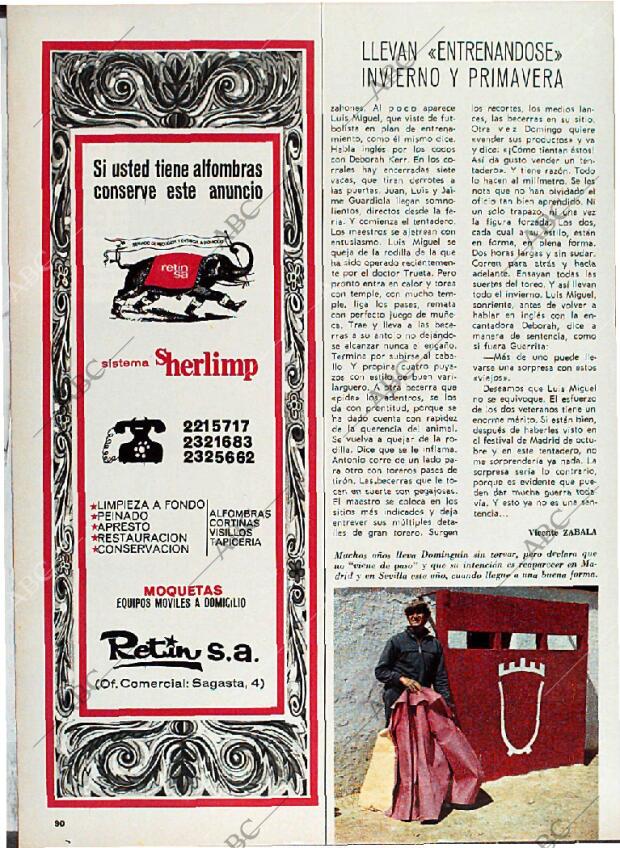 Si usted tiene alfombras
conserve este anuncio
SERVICIO DE RECOGIDA Y ENTREGA A DOMICILIO
retin
sa
sistema Sherlimp
2215717
2321683
2325662
★LIMPIEZA A FONDO
★PEINADO
★APRESTO
★RESTAURACION
★CONSERVACION
ALFOMBRAS
CORTINAS
VISILLOS
TAPICERIA
MOQUETAS
EQUIPOS MOVILES A DOMICILIO
Retin s.a.
(Of. Comercial: Sagasta, 4)
90
LLEVAN «ENTRENANDOSE»
INVIERNO Y PRIMAVERA
zahones. Al poco aparece
Luis Miguel, que viste de fut-
bolista en plan de entrena-
miento, como él mismo dice.
Habla inglés por los codos
con Deborah Kerr. En los co-
rrales hay encerradas siete
vacas, que tiran derrotes a
las puertas. Juan, Luis y Jai-
me Guardiola llegan somno-
lientos, directos desde la fe-
ria. Y comienza el tentadero.
Los maestros se ajetrean con
entusiasmo. Luis Miguel se
queja de la rodilla de la que
ha sido operado recientemen-
te por el doctor Trueta. Pero
pronto entra en calor y torea
con temple, con mucho tem-
ple, liga los pases, remata
con perfecto juego de muñe-
ca. Trae y lleva a las bece-
rras a su antojo no dejándo-
se alcanzar nunca el engaño.
Termina por subirse al caba-
llo. Y propina cuatro puya-
zos con estilo de buen vari-
larguero. A otra becerra que
«pide» los adentros, se los
da con prontitud, porque se
ha dado cuenta con rapidez
de la querencia del animal.
Se vuelve a quejar de la ro-
dilla. Dice que se le inflama.
Antonio corre de un lado pa-
ra otro con toreros pases de
tirón. Las becerras que le to-
can en suerte son pegajosas.
El maestro se coloca en los
sitios más indicados y deja
entrever sus múltiples deta-
lles de gran torero. Surgen
los recortes, los medios lan-
ces, las becerras en su sitio.
Otra vez Domingo quiere
«vender sus productos» y va
y dice: «¡Cómo tientan éstos!
Así da gusto vender un ten-
tadero». Y tiene razón. Todo
lo hacen al milímetro. Se les
nota que no han olvidado el
oficio tan bien aprendido. Ni
un sólo trapazo, ni una vez
la figura forzada. Los dos,
cada cual a su estilo, están
en forma, en plena forma.
Dos horas largas y sin sudar.
Corren para atrás y hacia
adelante. Ensayan todas las
suertes del toreo. Y así llevan
todo el invierno. Luis Miguel,
sonriente, antes de volver a
hablar en inglés con la en-
cantadora Deborah, dice a
manera de sentencia, como
si fuera Guerrita:
—Más de uno puede lle-
varse una sorpresa con estos
«viejos».
Deseamos que Luis Miguel
no se equivoque. El esfuerzo
de los dos veteranos tiene un
enorme mérito. Si están bien,
después de haberles visto en
el festival de Madrid de octu-
bre y en este tentadero, no
me sorprendería ya nada. La
sorpresa sería lo contrario,
porque es evidente que pue-
den dar mucha guerra toda-
vía. Y esto ya no es una sen-
tencia...
Vicente ZABALA
Muchos años lleva Dominguín sin torear, pero declara que
no "viene de paso" y que su intención es reaparecer en Ma-
drid y en Sevilla este año, cuando llegue a una buena forma.
ABC